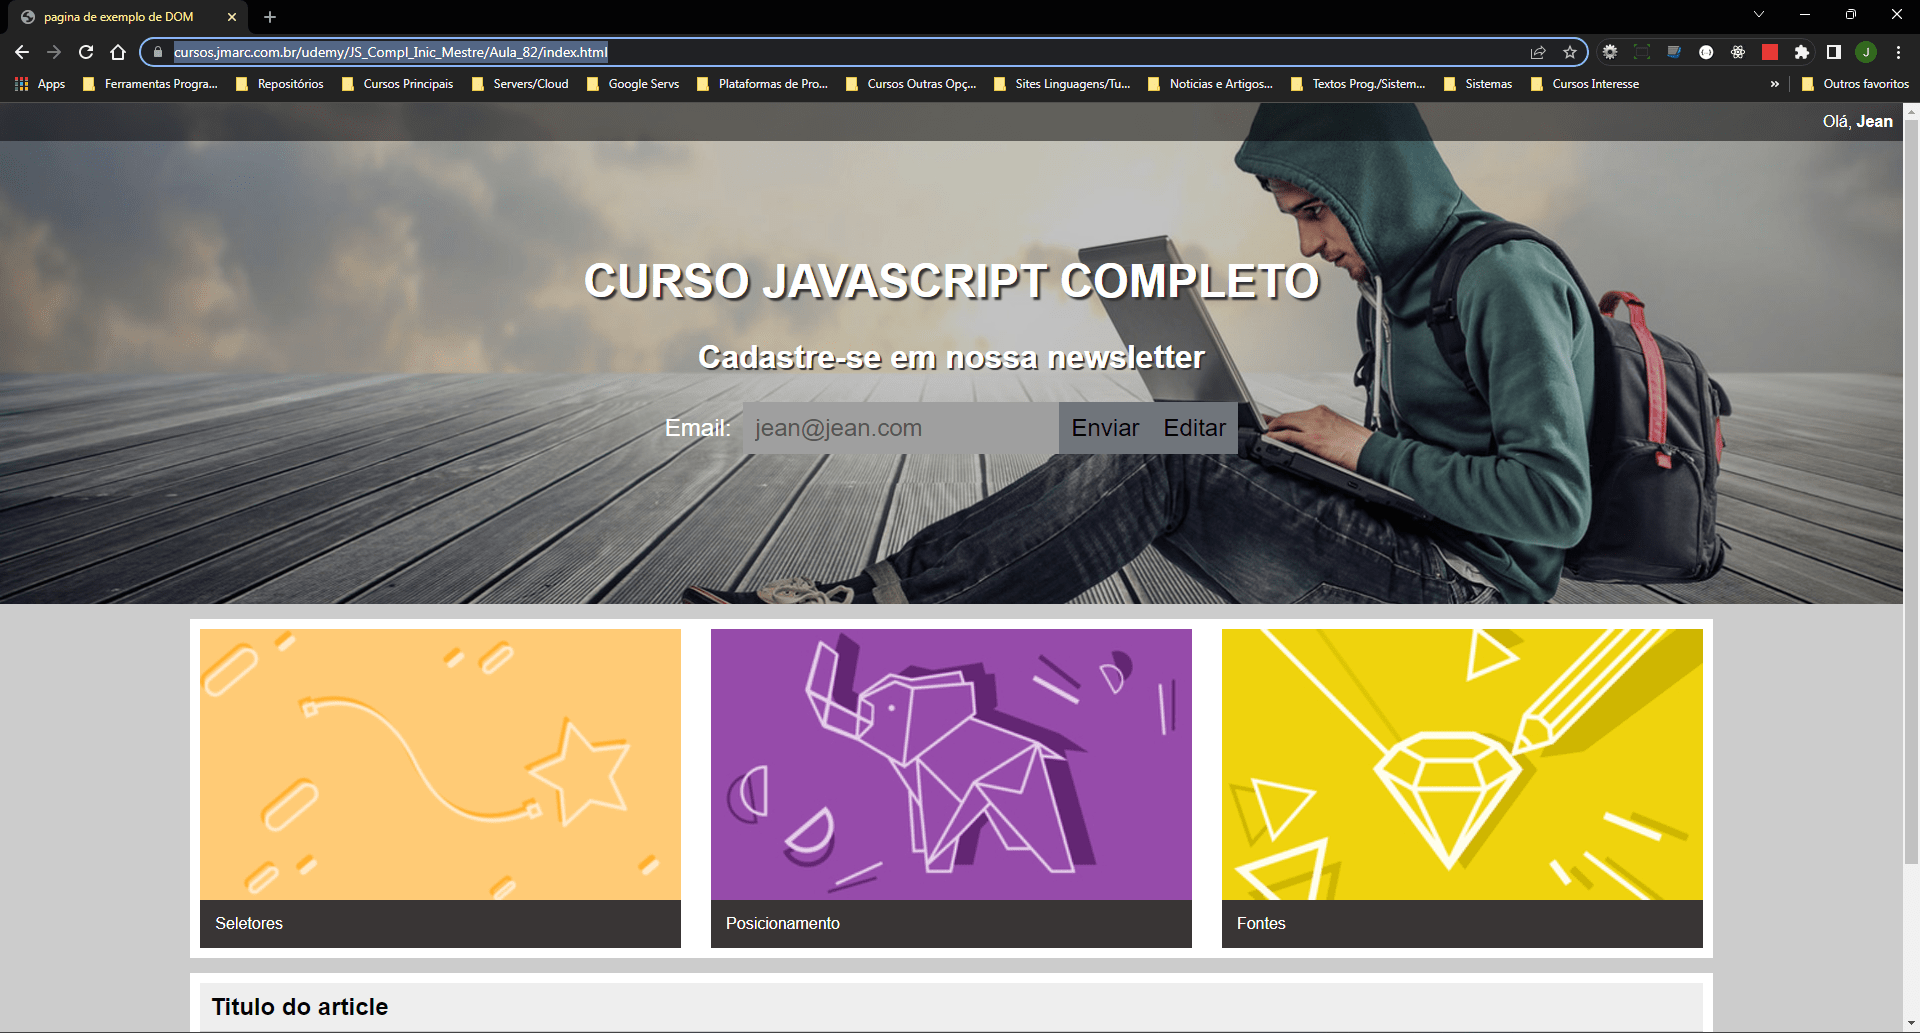 pagina de exemplo de DOM
cursos.jmarc.com.br/udemy/JS_Compl_Inic_Mestre/Aula_82/index.html
J
Apps Ferramentas Progra... Repositórios Cursos Principais Servers/Cloud Google Servs Plataformas de Pro... Cursos Outras Opç... Sites Linguagens/Tu... Noticias e Artigos... Textos Prog./Sistem... Sistemas Cursos Interesse » Outros favoritos
Olá, Jean
CURSO JAVASCRIPT COMPLETO
Cadastre-se em nossa newsletter
Email: jean@jean.com Enviar Editar
Seletores Posicionamento Fontes
Titulo do article